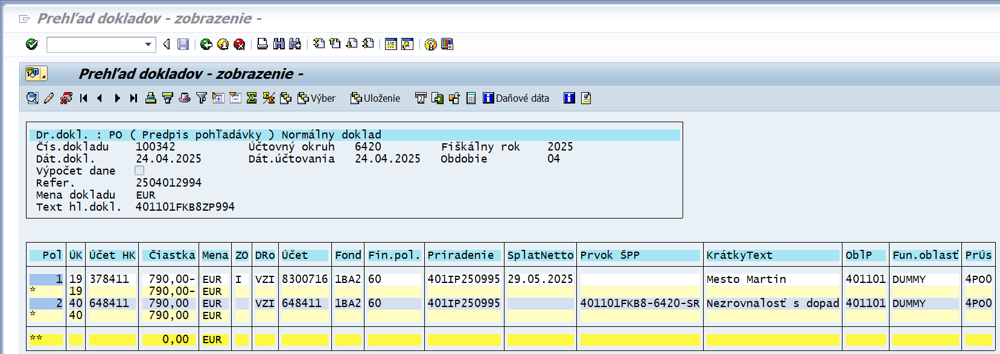 Prehľad dokladov - zobrazenie -
Prehľad dokladov - zobrazenie -
Výber Uloženie Daňové dáta
Dr.dokl. : PO ( Predpis pohľadávky ) Normálny doklad
Čís.dokladu 100342 Účtovný okruh 6420 Fiškálny rok 2025
Dát.dokl. 24.04.2025 Dát.účtovania 24.04.2025 Obdobie 04
Výpočet dane
Refer. 2504012994
Mena dokladu EUR
Text hl.dokl. 401101FKB8ZP994
Pol ÚK Účet HK Čiastka Mena ZO DRo Účet Fond Fin.pol. Priradenie SplatNetto Prvok ŠPP KrátkyText OblP Fun.oblasť PrÚs
1 19 378411 790,00- EUR I VZI 8300716 1BA2 60 401IP250995 29.05.2025 Mesto Martin 401101 DUMMY 4PO0
* 19 790,00- EUR
2 40 648411 790,00 EUR VZI 648411 1BA2 60 401IP250995 401101FKB8-6420-SR Nezrovnalosť s dopad 401101 DUMMY 4PO0
* 40 790,00 EUR
** 0,00 EUR